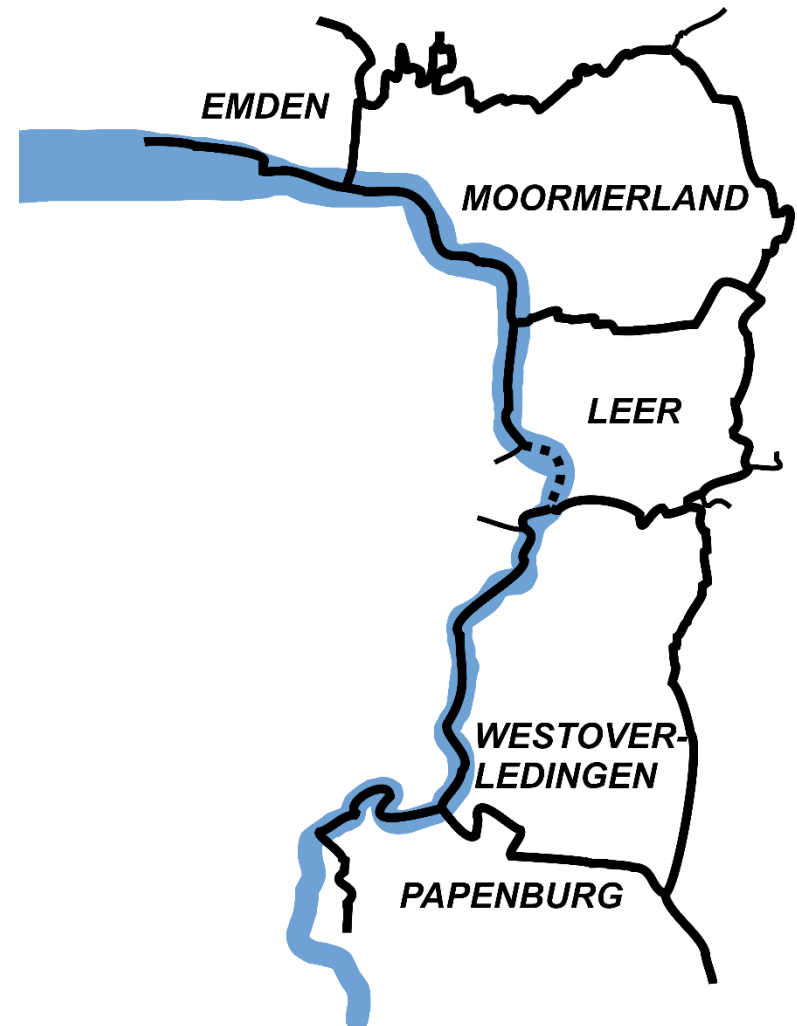 EMDEN
MOORMERLAND
LEER
WESTOVER-
LEDINGEN
PAPENBURG